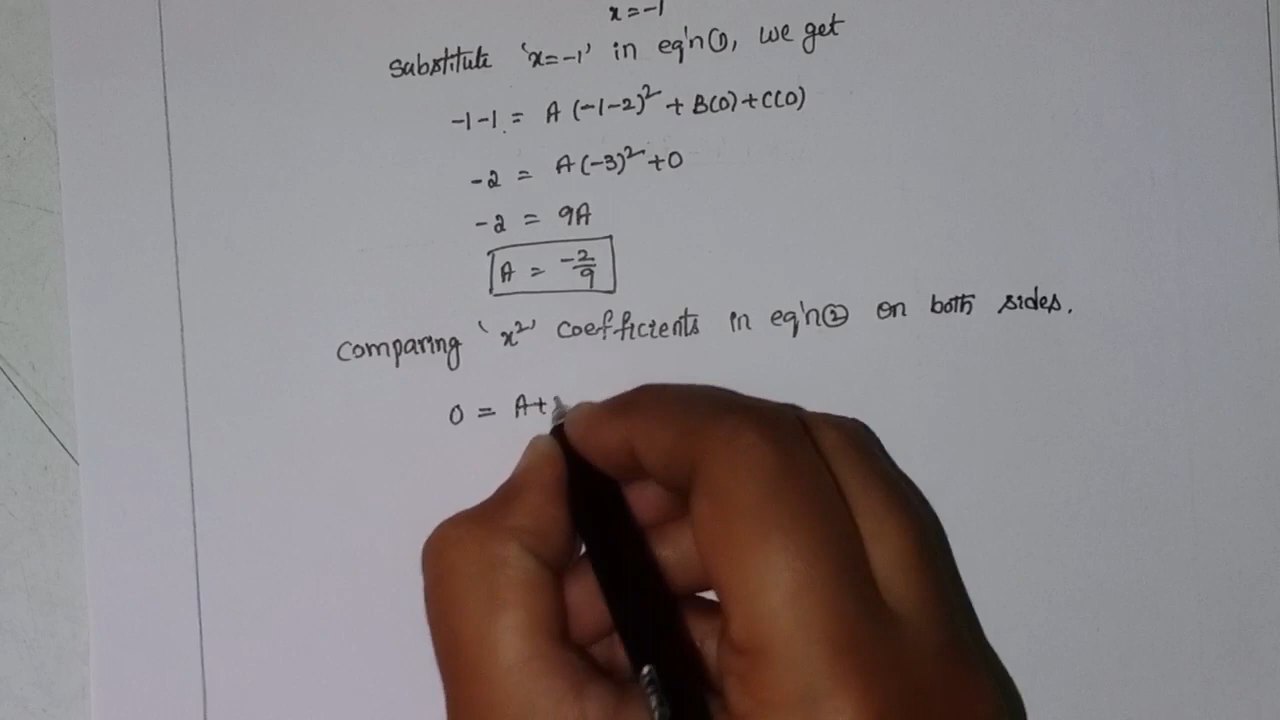 x=-1
substitute 'x=-1' in eq'n①, we get
-1-1 = A(-1-2)² + B(0)+C(0)
-2 = A(-3)²+0
-2 = 9A
A = -2/9
comparing 'x²' coefficients in eq'n② on both sides.
0 = A+